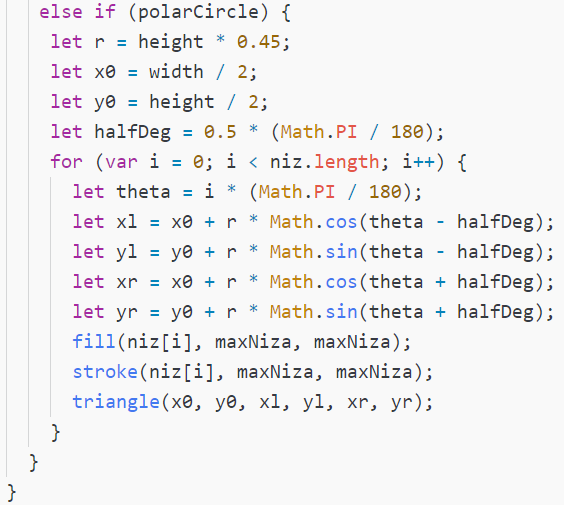 else if (polarCircle) {
let r = height * 0.45;
let x0 = width / 2;
let y0 = height / 2;
let halfDeg = 0.5 * (Math.PI / 180);
for (var i = 0; i < niz.length; i++) {
let theta = i * (Math.PI / 180);
let xl = x0 + r * Math.cos(theta - halfDeg);
let yl = y0 + r * Math.sin(theta - halfDeg);
let xr = x0 + r * Math.cos(theta + halfDeg);
let yr = y0 + r * Math.sin(theta + halfDeg);
fill(niz[i], maxNiza, maxNiza);
stroke(niz[i], maxNiza, maxNiza);
triangle(x0, y0, xl, yl, xr, yr);
}
}
}